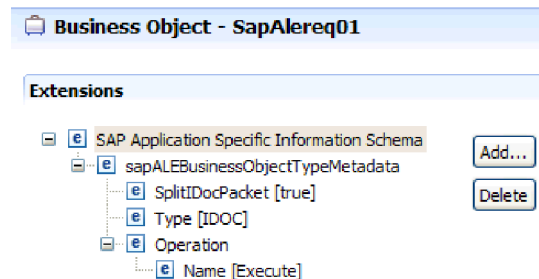 Business Object - SapAlereq01
Extensions
SAP Application Specific Information Schema
Add...
sapALEBusinessObjectTypeMetadata
SplitIDocPacket [true]
Delete
Type [IDOC]
Operation
Name [Execute]